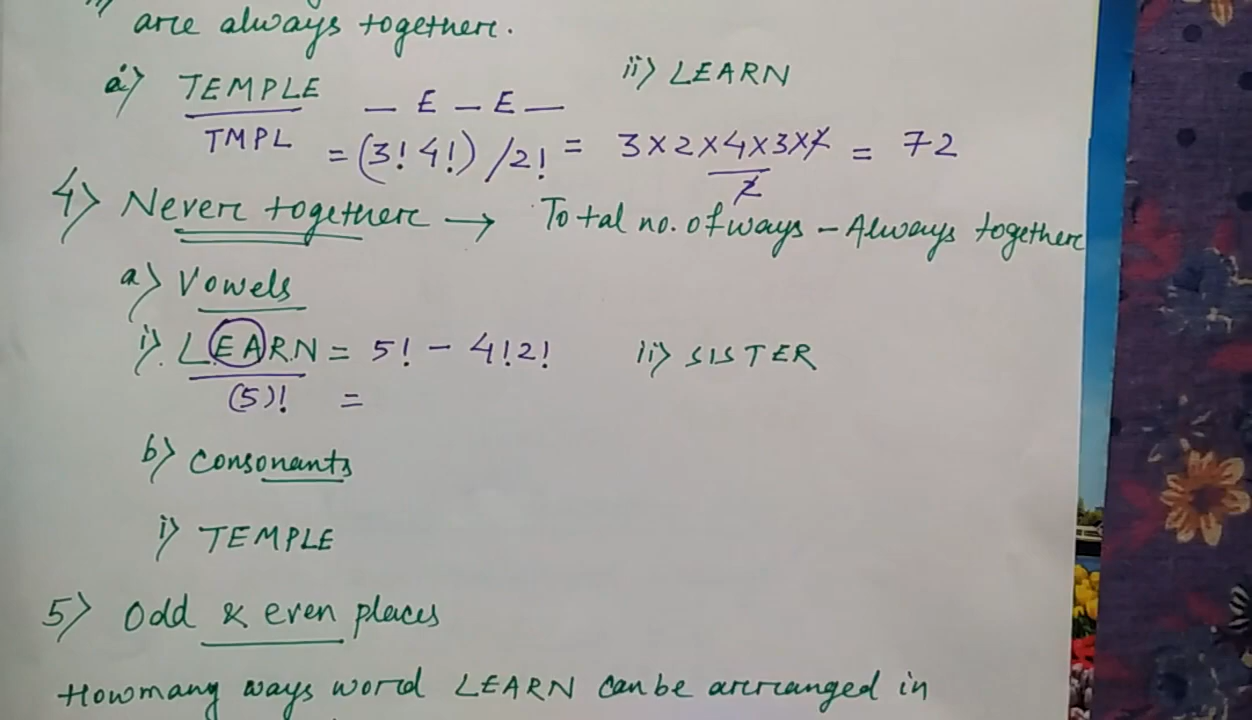 are always together.
a) TEMPLE _ E _ E _ ii) LEARN
TMPL = (3! 4!) /2! = 3×2×4×3×2 / 2 = 72
4) Never together → Total no. of ways – Always together
a) Vowels
i). LEARN = 5! – 4!2! ii) SISTER
(5)! =
b) consonants
i) TEMPLE
5) Odd & even places
How many ways word LEARN can be arranged in